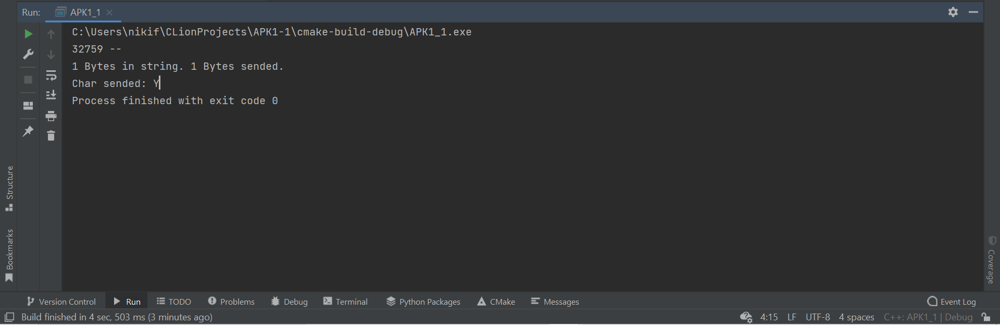 Run: APK1_1
C:\Users\nikif\CLionProjects\APK1-1\cmake-build-debug\APK1_1.exe
32759 --
1 Bytes in string. 1 Bytes sended.
Char sended: Y
Process finished with exit code 0
Structure
Bookmarks
Coverage
Version Control Run TODO Problems Debug Terminal Python Packages CMake Messages Event Log
Build finished in 4 sec, 503 ms (3 minutes ago) 4:15 LF UTF-8 4 spaces C++: APK1_1 | Debug